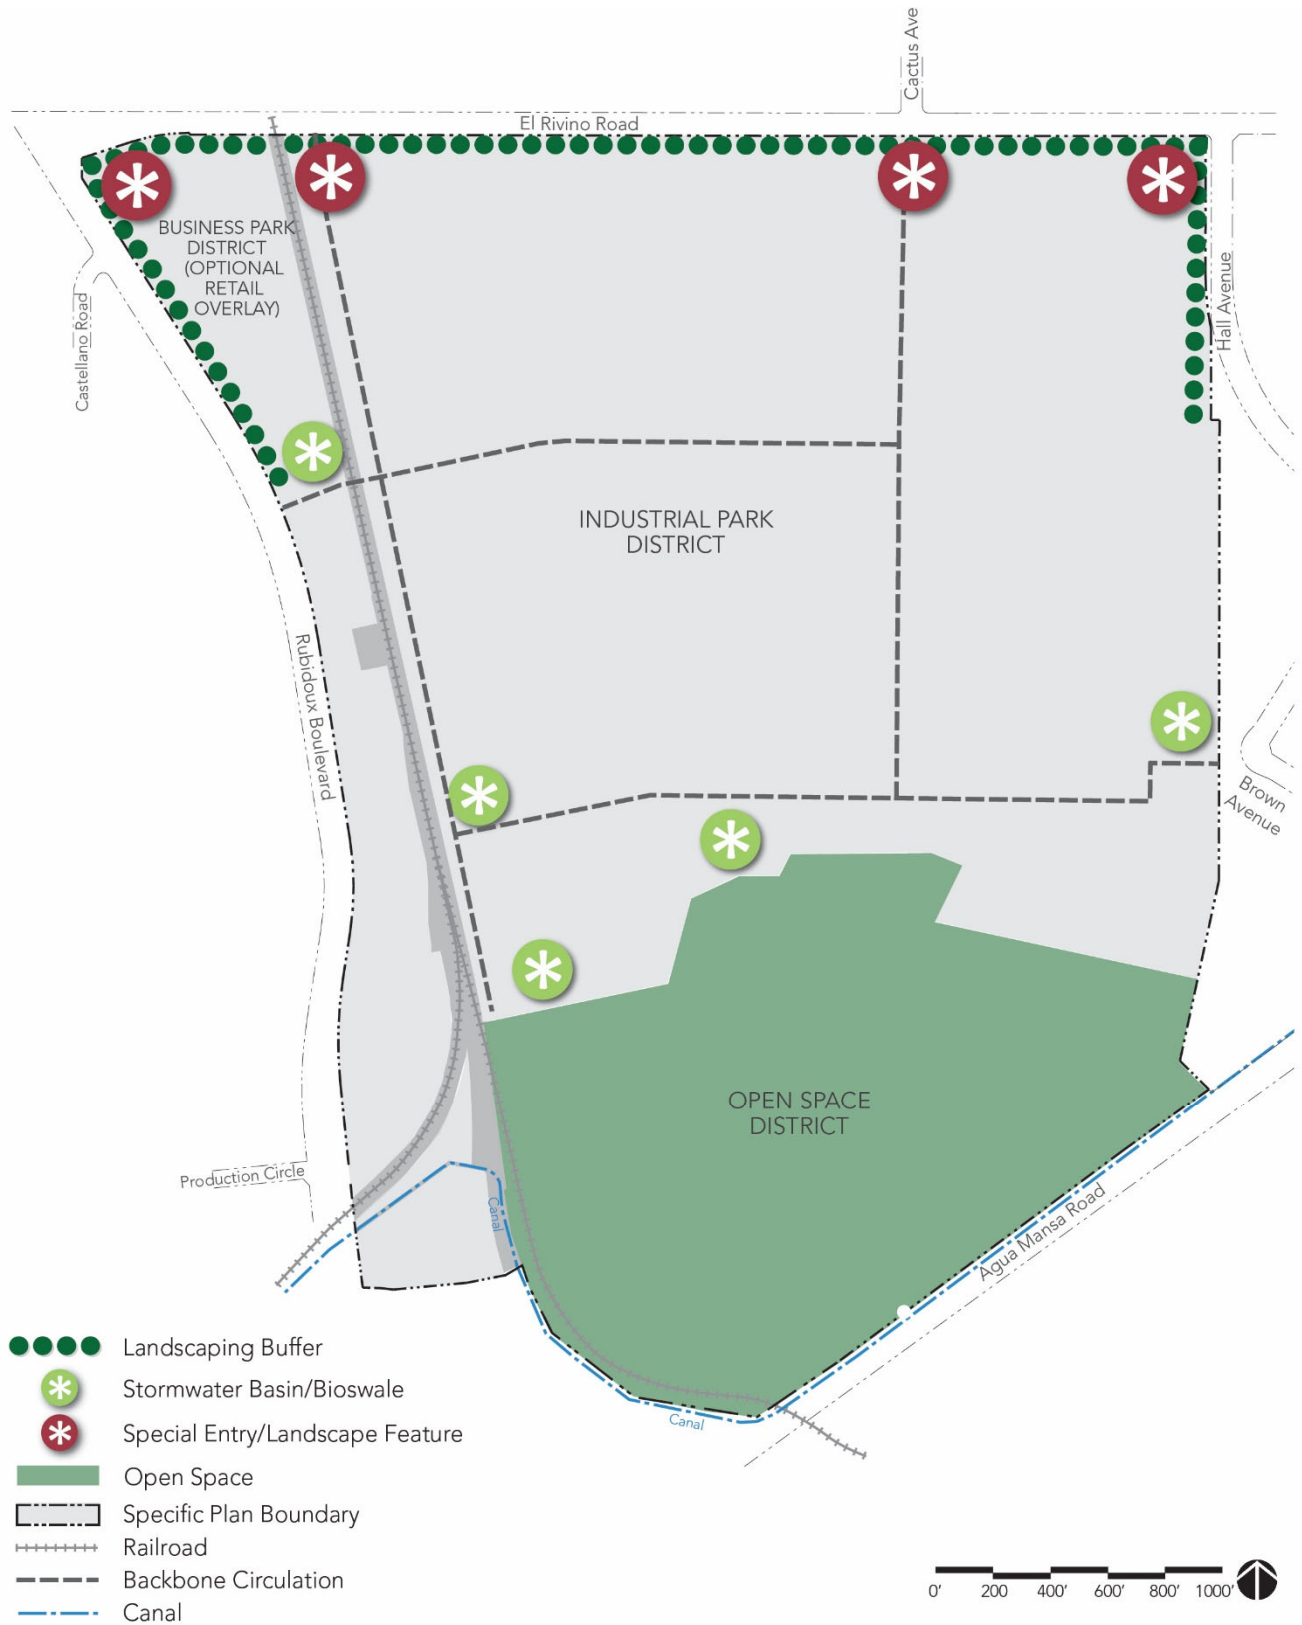 Cactus Ave
El Rivino Road
BUSINESS PARK
DISTRICT
(OPTIONAL
RETAIL
OVERLAY)
Castellano Road
Hall Avenue
INDUSTRIAL PARK
DISTRICT
Rubidoux Boulevard
Brown
Avenue
OPEN SPACE
DISTRICT
Production Circle
Canal
Agua Mansa Road
Canal
Landscaping Buffer
Stormwater Basin/Bioswale
Special Entry/Landscape Feature
Open Space
Specific Plan Boundary
Railroad
Backbone Circulation
Canal
0' 200 400' 600' 800' 1000'